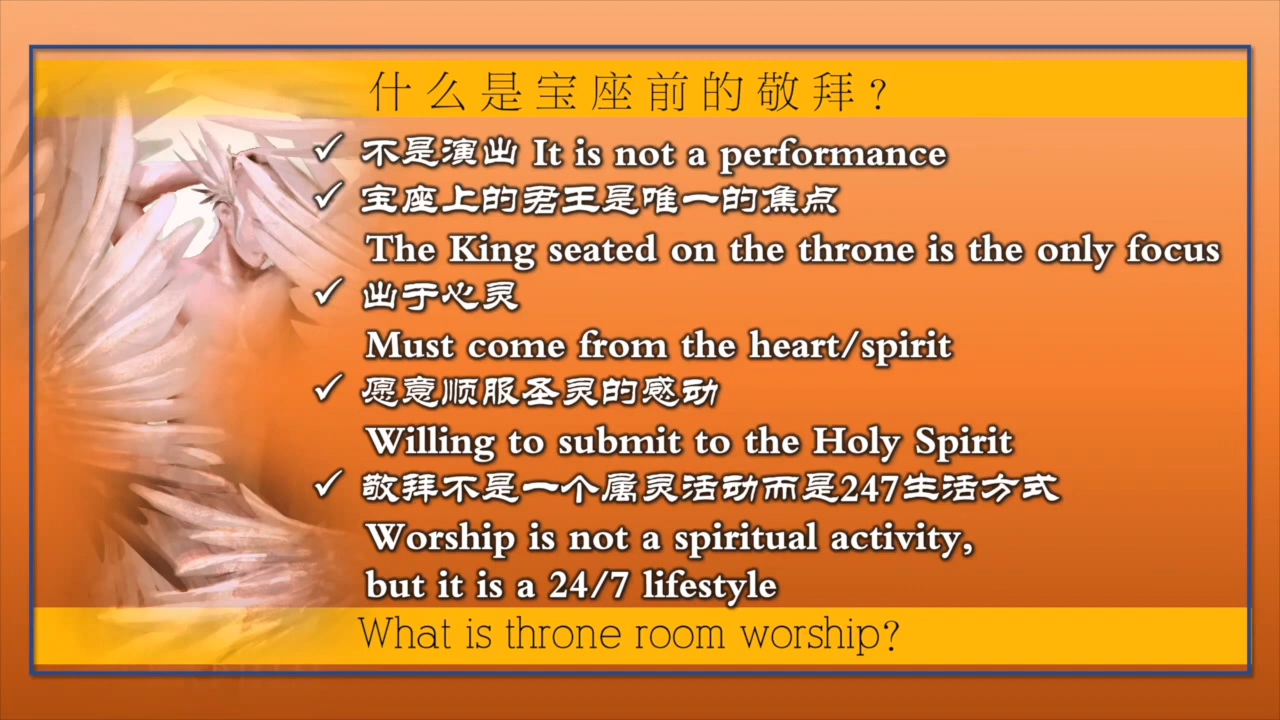 什么是宝座前的敬拜?
✓ 不是演出 It is not a performance
✓ 宝座上的君王是唯一的焦点
The King seated on the throne is the only focus
✓ 出于心灵
Must come from the heart/spirit
✓ 愿意顺服圣灵的感动
Willing to submit to the Holy Spirit
✓ 敬拜不是一个属灵活动而是247生活方式
Worship is not a spiritual activity,
but it is a 24/7 lifestyle
What is throne room worship?